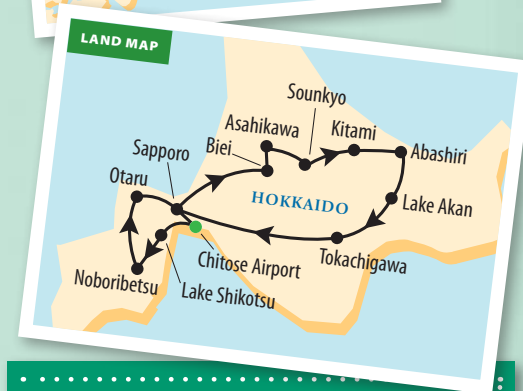 LAND MAP
Sounkyo
Asahikawa
Kitami
Sapporo
Biei
Abashiri
Otaru
HOKKAIDO
Lake Akan
Chitose Airport
Tokachigawa
Noboribetsu
Lake Shikotsu